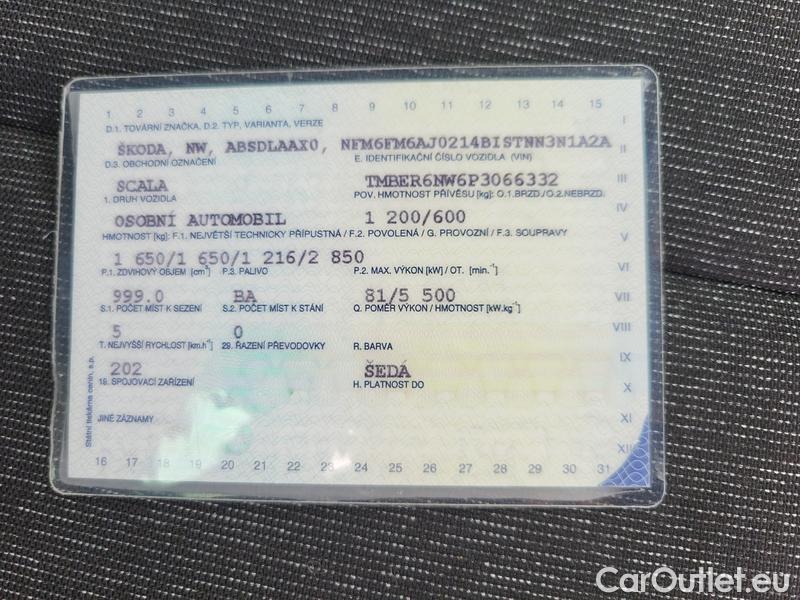 1 2 3 4 5 6 7 8 9 10 11 12 13 14 15
I
D.1. TOVÁRNÍ ZNAČKA, D.2. TYP, VARIANTA, VERZE
ŠKODA, NW, ABSDLAAX0, NFM6FM6AJ0214BISTNN3N1A2A
II
D.3. OBCHODNÍ OZNAČENÍ E. IDENTIFIKAČNÍ ČÍSLO VOZIDLA (VIN)
SCALA TMBER6NW6P3066332
III
1. DRUH VOZIDLA POV. HMOTNOST PŘÍVĚSU [kg]: O.1.BRZD./O.2.NEBRZD.
OSOBNÍ AUTOMOBIL 1 200/600
IV
HMOTNOST [kg]: F.1. NEJVĚTŠÍ TECHNICKY PŘÍPUSTNÁ / F.2. POVOLENÁ / G. PROVOZNÍ / F.3. SOUPRAVY
V
1 650/1 650/1 216/2 850
P.1. ZDVIHOVÝ OBJEM [cm³] P.3. PALIVO P.2. MAX. VÝKON [kW] / OT. [min.⁻¹]
VI
999.0 BA 81/5 500
VII
S.1. POČET MÍST K SEZENÍ S.2. POČET MÍST K STÁNÍ Q. POMĚR VÝKON / HMOTNOST [kW.kg⁻¹]
5 0
VIII
T. NEJVYŠŠÍ RYCHLOST [km.h⁻¹] 29. ŘAZENÍ PŘEVODOVKY R. BARVA
IX
202 ŠEDÁ
18. SPOJOVACÍ ZAŘÍZENÍ H. PLATNOST DO
X
JINÉ ZÁZNAMY
XI
XII
Státní tiskárna cenin, s.p.
16 17 18 19 20 21 22 23 24 25 26 27 28 29 30 31
CarOutlet.eu